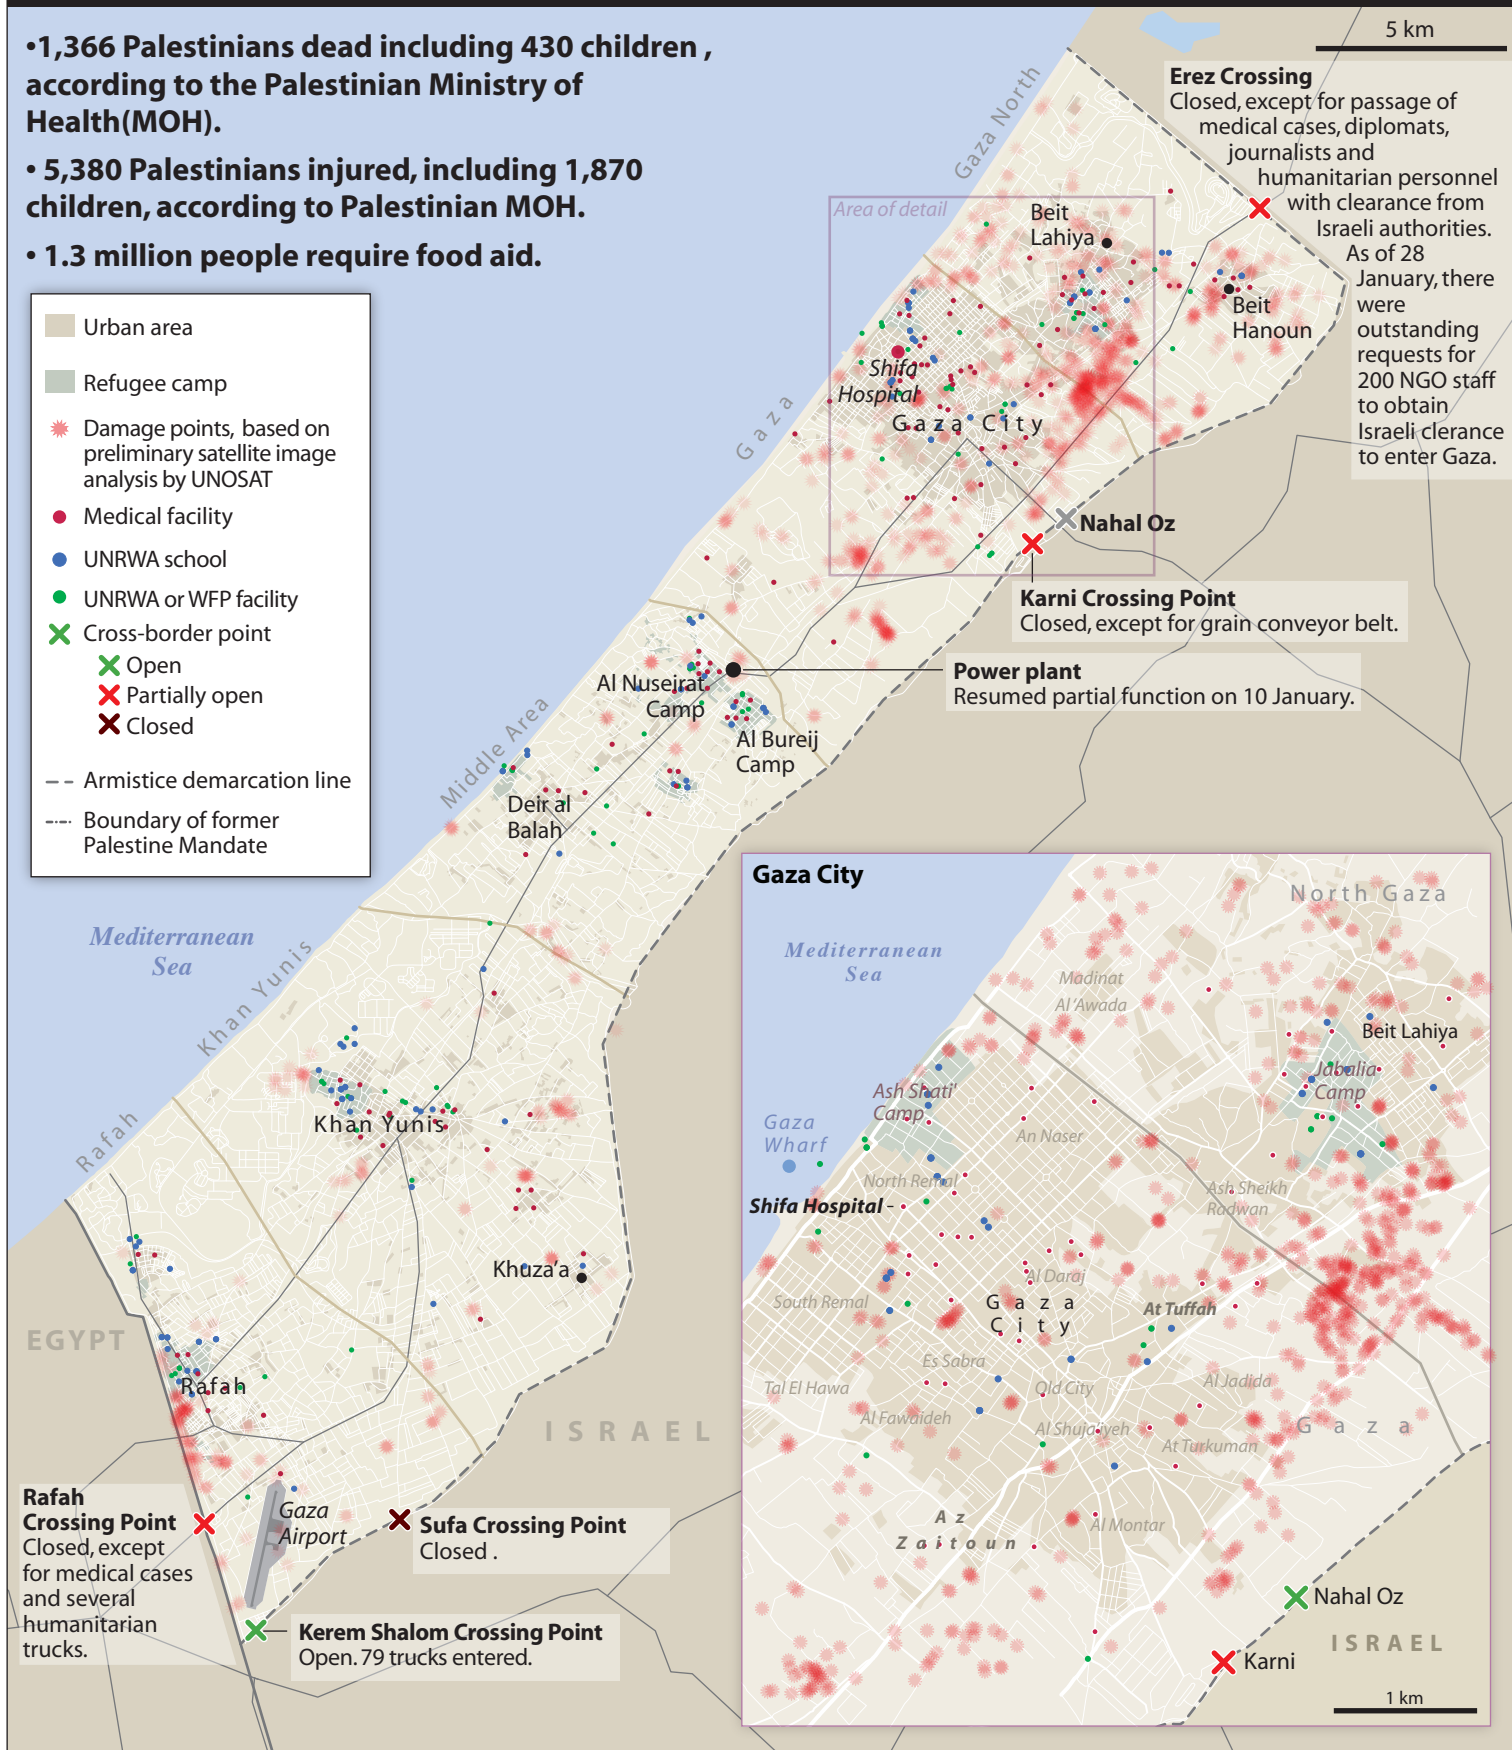 •1,366 Palestinians dead including 430 children ,
according to the Palestinian Ministry of
Health(MOH).
• 5,380 Palestinians injured, including 1,870
children, according to Palestinian MOH.
• 1.3 million people require food aid.
Urban area
Refugee camp
Damage points, based on
preliminary satellite image
analysis by UNOSAT
Medical facility
UNRWA school
UNRWA or WFP facility
Cross-border point
Open
Partially open
Closed
Armistice demarcation line
Boundary of former
Palestine Mandate
5 km
Erez Crossing
Closed, except for passage of
medical cases, diplomats,
journalists and
humanitarian personnel
with clearance from
Israeli authorities.
As of 28
January, there
were
outstanding
requests for
200 NGO staff
to obtain
Israeli clerance
to enter Gaza.
Gaza North
Area of detail
Beit
Lahiya
Beit
Hanoun
Shifa
Hospital
Gaza City
Gaza
Nahal Oz
Karni Crossing Point
Closed, except for grain conveyor belt.
Power plant
Resumed partial function on 10 January.
Al Nuseirat
Camp
Al Bureij
Camp
Middle Area
Deir al
Balah
Mediterranean
Sea
Khan Yunis
Khan Yunis
Rafah
Khuza'a
EGYPT
Rafah
ISRAEL
Rafah
Crossing Point
Closed, except
for medical cases
and several
humanitarian
trucks.
Gaza
Airport
Sufa Crossing Point
Closed .
Kerem Shalom Crossing Point
Open. 79 trucks entered.
Gaza City
North Gaza
Mediterranean
Sea
Madinat
Al 'Awada
Beit Lahiya
Jabalia
Camp
Ash Shati'
Camp
Gaza
Wharf
An Naser
North Remal
Ash Sheikh
Radwan
Shifa Hospital -
Al Daraj
South Remal
Gaza
City
At Tuffah
Es Sabra
Tal El Hawa
Old City
Al Jadida
Al Fawaideh
Al Shujaiyeh
Gaza
At Turkuman
Az
Zaitoun
Al Montar
Nahal Oz
ISRAEL
Karni
1 km